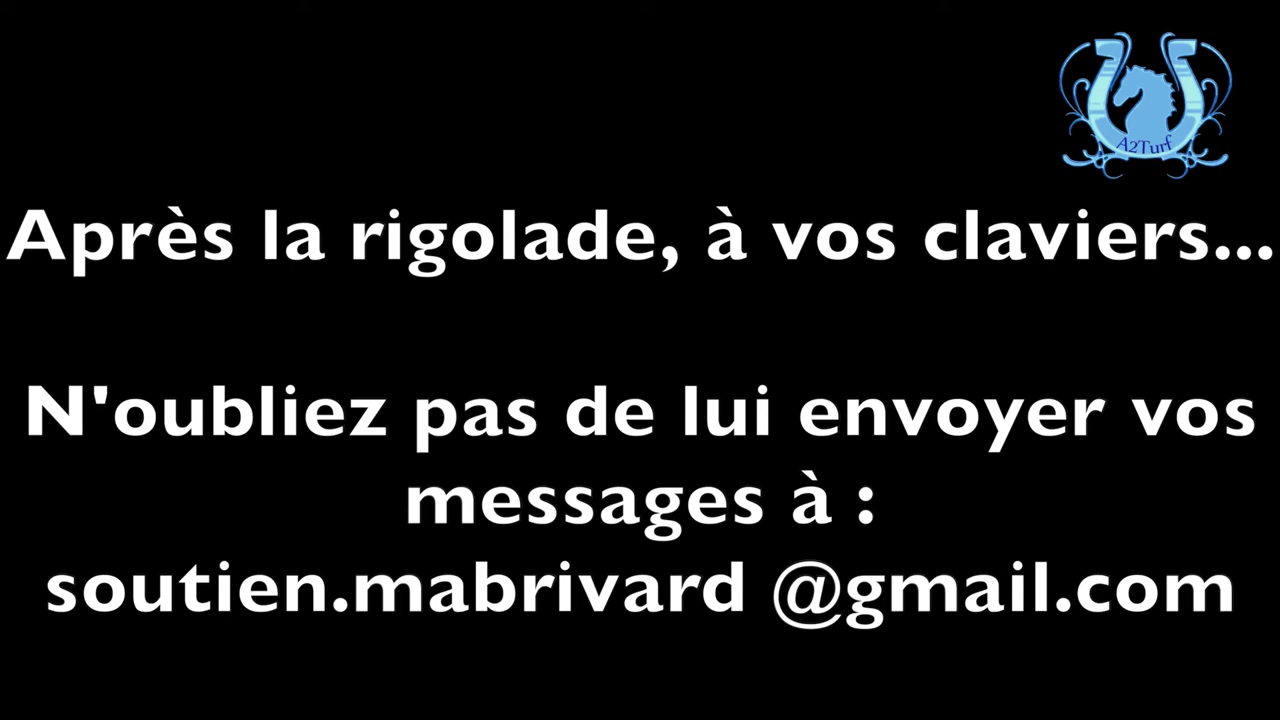 A2Turf
Après la rigolade, à vos claviers...
N'oubliez pas de lui envoyer vos
messages à :
soutien.mabrivard @gmail.com